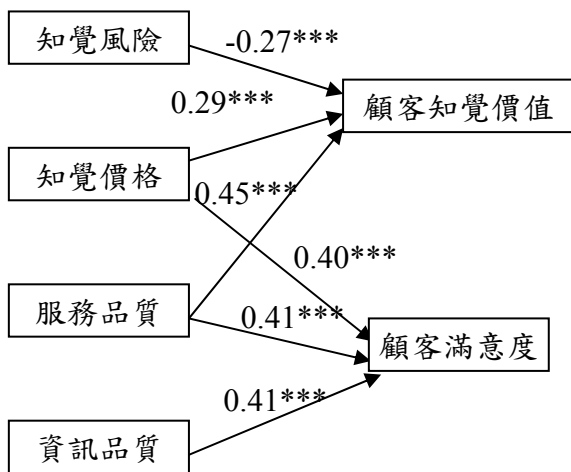 知覺風險
-0.27***
0.29***
顧客知覺價值
知覺價格
0.45***
0.40***
服務品質
0.41***
顧客滿意度
0.41***
資訊品質